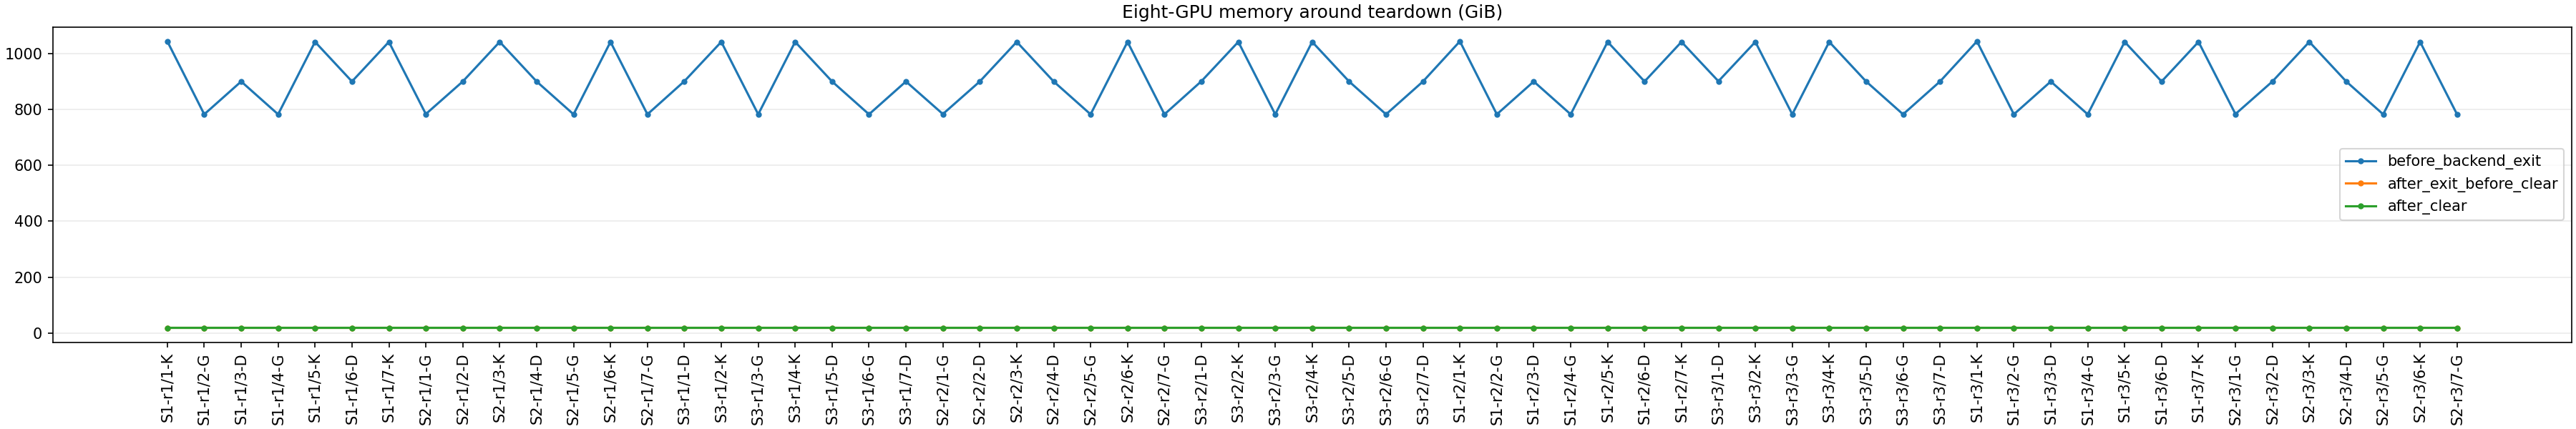 Eight-GPU memory around teardown (GiB)
1000
800
600
400
200
0
before_backend_exit
after_exit_before_clear
after_clear
S1-r1/1-K
S1-r1/2-G
S1-r1/3-D
S1-r1/4-G
S1-r1/5-K
S1-r1/6-D
S1-r1/7-K
S2-r1/1-G
S2-r1/2-D
S2-r1/3-K
S2-r1/4-D
S2-r1/5-G
S2-r1/6-K
S2-r1/7-G
S3-r1/1-D
S3-r1/2-K
S3-r1/3-G
S3-r1/4-K
S3-r1/5-D
S3-r1/6-G
S3-r1/7-D
S2-r2/1-G
S2-r2/2-D
S2-r2/3-K
S2-r2/4-D
S2-r2/5-G
S2-r2/6-K
S2-r2/7-G
S3-r2/1-D
S3-r2/2-K
S3-r2/3-G
S3-r2/4-K
S3-r2/5-D
S3-r2/6-G
S3-r2/7-D
S1-r2/1-K
S1-r2/2-G
S1-r2/3-D
S1-r2/4-G
S1-r2/5-K
S1-r2/6-D
S1-r2/7-K
S3-r3/1-D
S3-r3/2-K
S3-r3/3-G
S3-r3/4-K
S3-r3/5-D
S3-r3/6-G
S3-r3/7-D
S1-r3/1-K
S1-r3/2-G
S1-r3/3-D
S1-r3/4-G
S1-r3/5-K
S1-r3/6-D
S1-r3/7-K
S2-r3/1-G
S2-r3/2-D
S2-r3/3-K
S2-r3/4-D
S2-r3/5-G
S2-r3/6-K
S2-r3/7-G